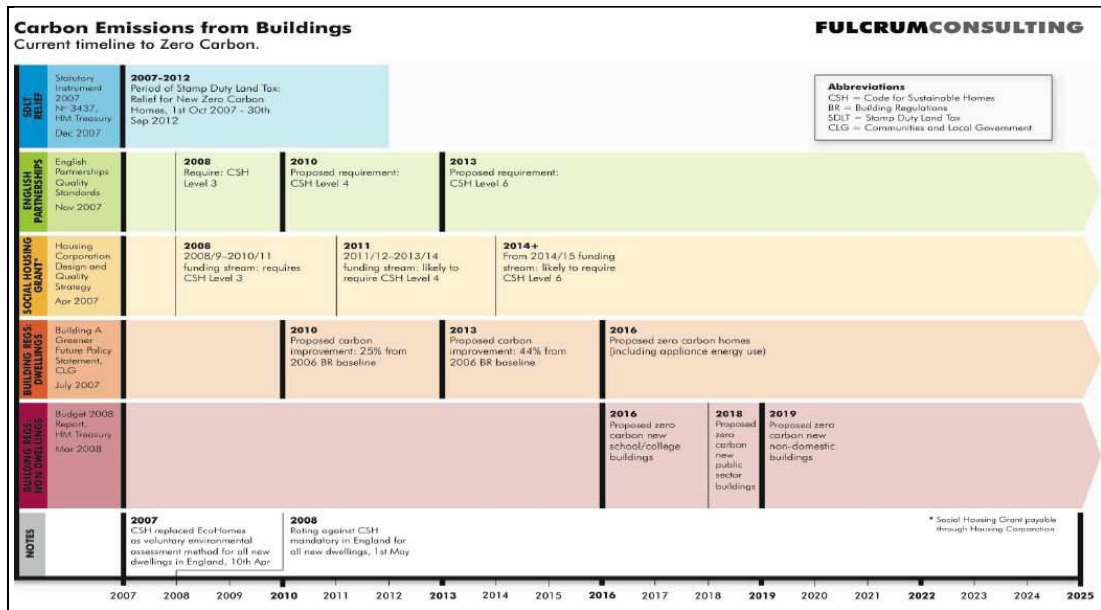 Carbon Emissions from Buildings
Current timeline to Zero Carbon.
FULCRUMCONSULTING
SDLT
RELIEF
Statutory
Instrument
2007
Nº 3437,
HM Treasury
Dec 2007
2007-2012
Period of Stamp Duty Land Tax:
Relief for New Zero Carbon
Homes, 1st Oct 2007 - 30th
Sep 2012
Abbreviations
CSH = Code for Sustainable Homes
BR = Building Regulations
SDLT = Stamp Duty Land Tax
CLG = Communities and Local Government
ENGLISH
PARTNERSHIPS
English
Partnerships
Quality
Standards
Nov 2007
2008
Require: CSH
Level 3
2010
Proposed requirement:
CSH Level 4
2013
Proposed requirement:
CSH Level 6
SOCIAL HOUSING
GRANT*
Housing
Corporation
Design and
Quality
Strategy
Apr 2007
2008
2008/9-2010/11
funding stream: requires
CSH Level 3
2011
2011/12-2013/14
funding stream: likely to
require CSH Level 4
2014+
From 2014/15 funding
stream: likely to require
CSH Level 6
BUILDING REGS:
DWELLINGS
Building A
Greener
Future Policy
Statement,
CLG
July 2007
2010
Proposed carbon
improvement: 25% from
2006 BR baseline
2013
Proposed carbon
improvement: 44% from
2006 BR baseline
2016
Proposed zero carbon homes
(including appliance energy use)
BUILDING REGS:
NON DWELLINGS
Budget 2008
Report,
HM Treasury
Mar 2008
2016
Proposed zero
carbon new
school/college
buildings
2018
Proposed
zero
carbon
new
public
sector
buildings
2019
Proposed zero
carbon new
non-domestic
buildings
NOTES
2007
CSH replaced EcoHomes
as voluntary environmental
assessment method for all new
dwellings in England, 10th Apr
2008
Rating against CSH
mandatory in England for
all new dwellings, 1st May
* Social Housing Grant payable
through Housing Corporation
2007 2008 2009 2010 2011 2012 2013 2014 2015 2016 2017 2018 2019 2020 2021 2022 2023 2024 2025